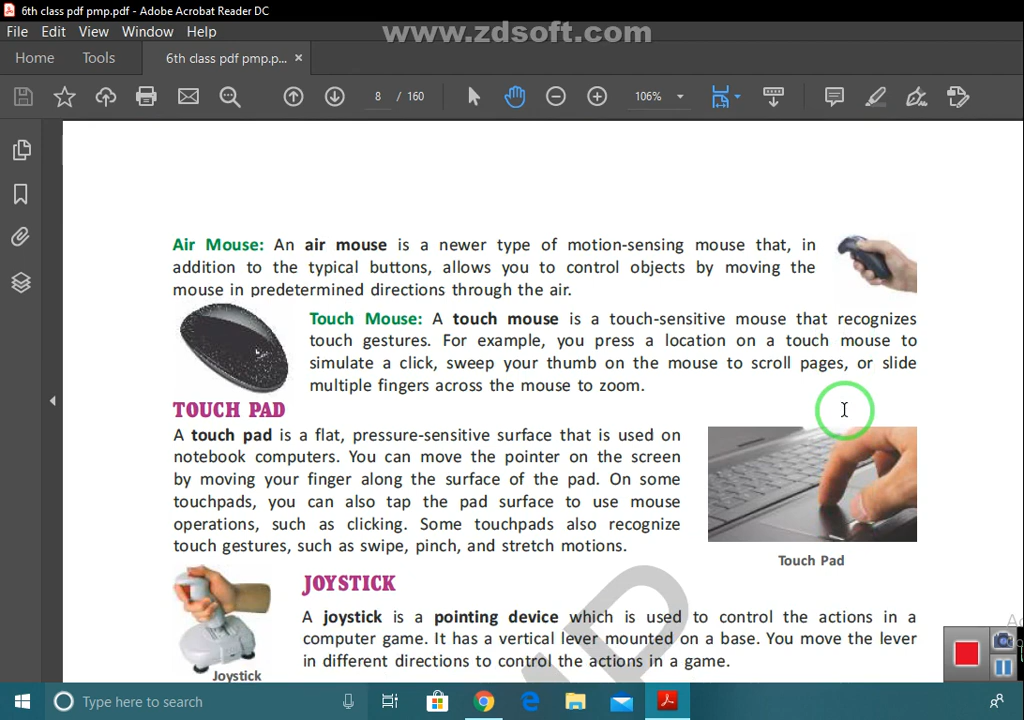 6th class pdf pmp.pdf - Adobe Acrobat Reader DC
File Edit View Window Help
www.zdsoft.com
Home Tools 6th class pdf pmp.p... ×
8 / 160 106%
Air Mouse: An air mouse is a newer type of motion-sensing mouse that, in
addition to the typical buttons, allows you to control objects by moving the
mouse in predetermined directions through the air.
Touch Mouse: A touch mouse is a touch-sensitive mouse that recognizes
touch gestures. For example, you press a location on a touch mouse to
simulate a click, sweep your thumb on the mouse to scroll pages, or slide
multiple fingers across the mouse to zoom.
TOUCH PAD
A touch pad is a flat, pressure-sensitive surface that is used on
notebook computers. You can move the pointer on the screen
by moving your finger along the surface of the pad. On some
touchpads, you can also tap the pad surface to use mouse
operations, such as clicking. Some touchpads also recognize
touch gestures, such as swipe, pinch, and stretch motions.
Touch Pad
JOYSTICK
A joystick is a pointing device which is used to control the actions in a
computer game. It has a vertical lever mounted on a base. You move the lever
in different directions to control the actions in a game.
Joystick
Type here to search